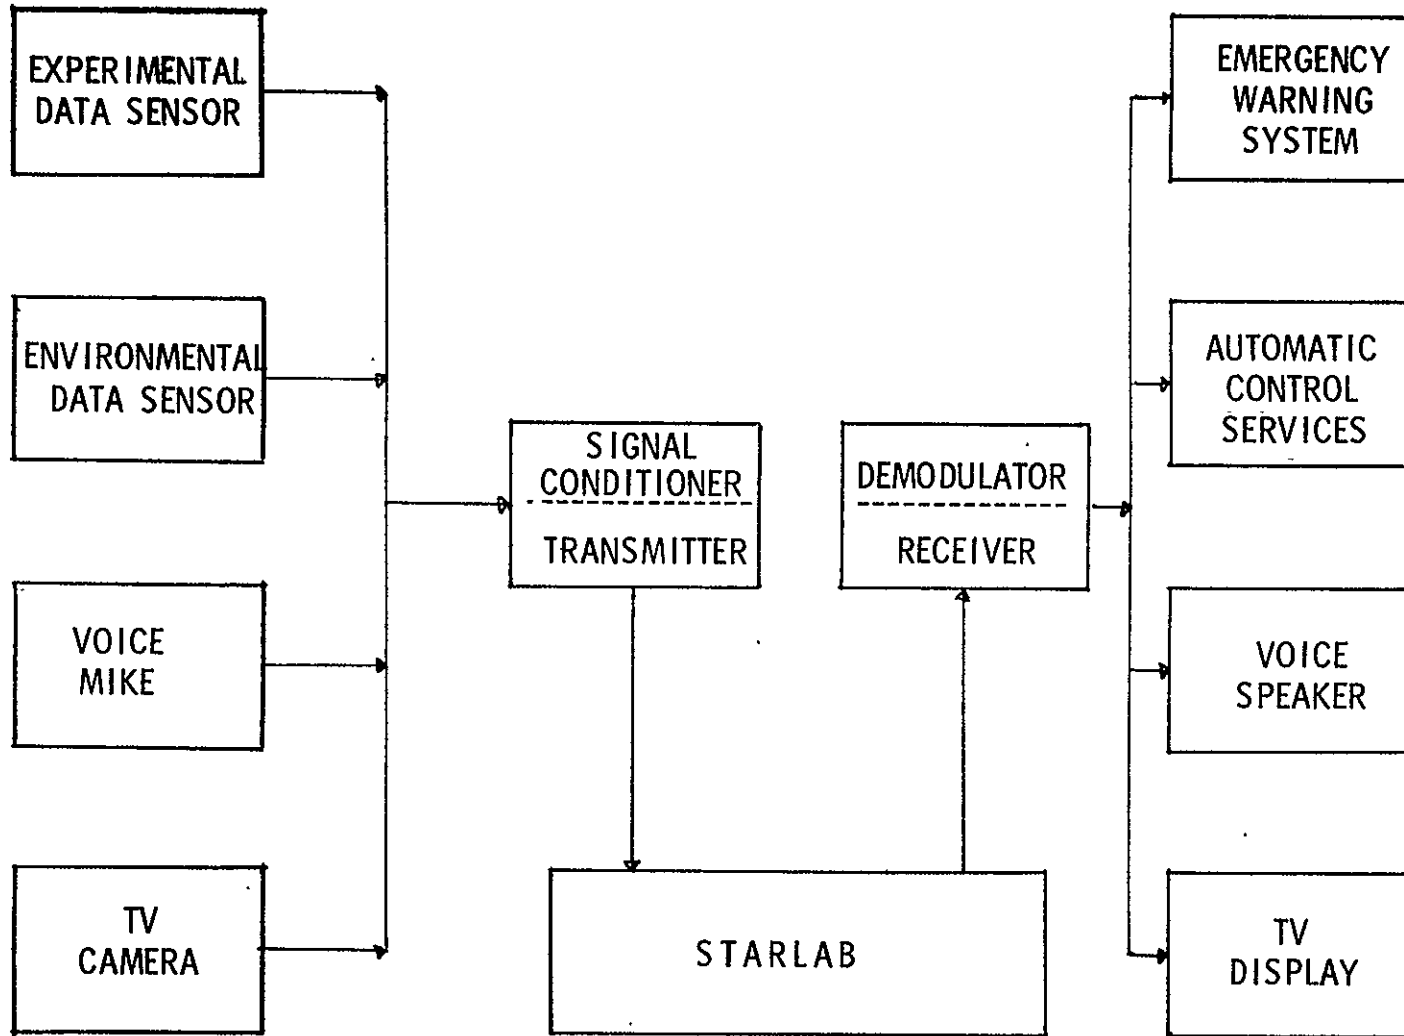 EXPERIMENTAL
DATA SENSOR
ENVIRONMENTAL
DATA SENSOR
VOICE
MIKE
TV
CAMERA
SIGNAL
CONDITIONER
TRANSMITTER
STARLAB
DEMODULATOR
RECEIVER
EMERGENCY
WARNING
SYSTEM
AUTOMATIC
CONTROL
SERVICES
VOICE
SPEAKER
TV
DISPLAY